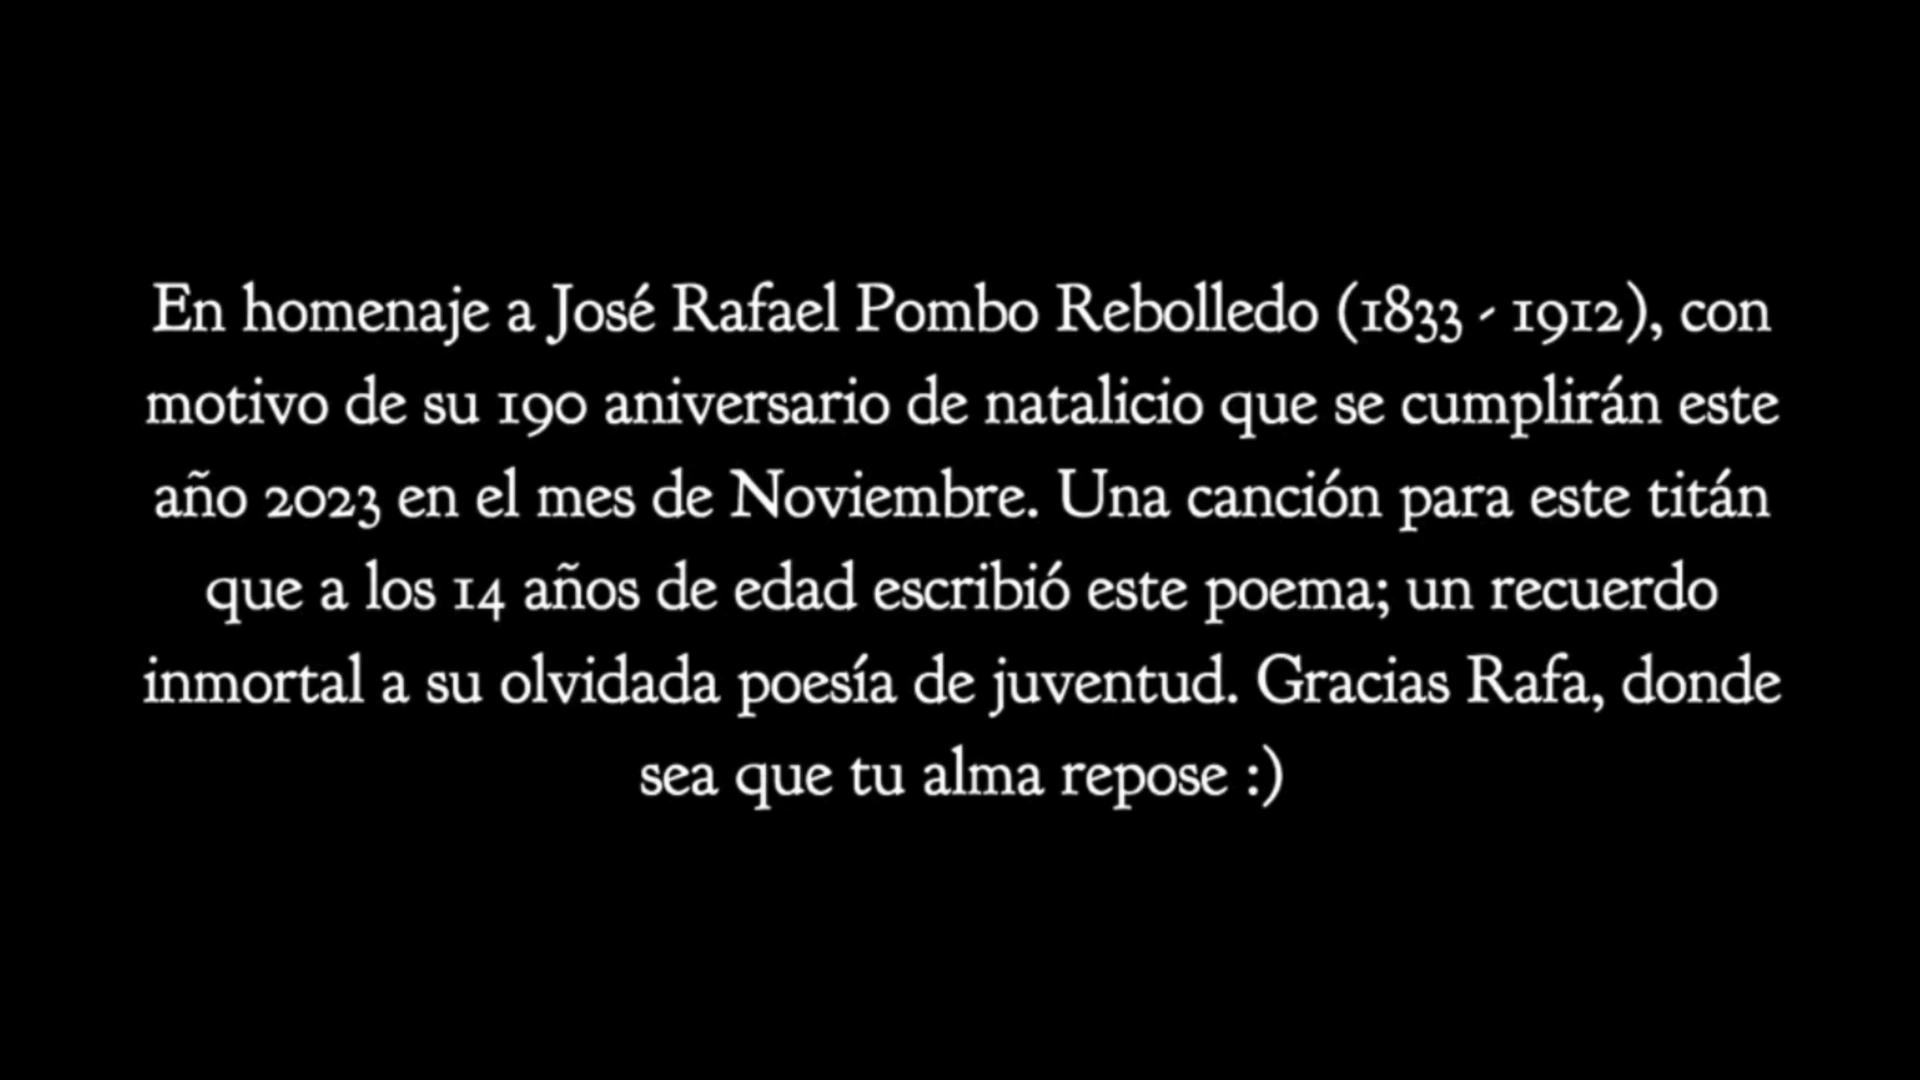 En homenaje a José Rafael Pombo Rebolledo (1833 - 1912), con
motivo de su 190 aniversario de natalicio que se cumplirán este
año 2023 en el mes de Noviembre. Una canción para este titán
que a los 14 años de edad escribió este poema; un recuerdo
inmortal a su olvidada poesía de juventud. Gracias Rafa, donde
sea que tu alma repose :)